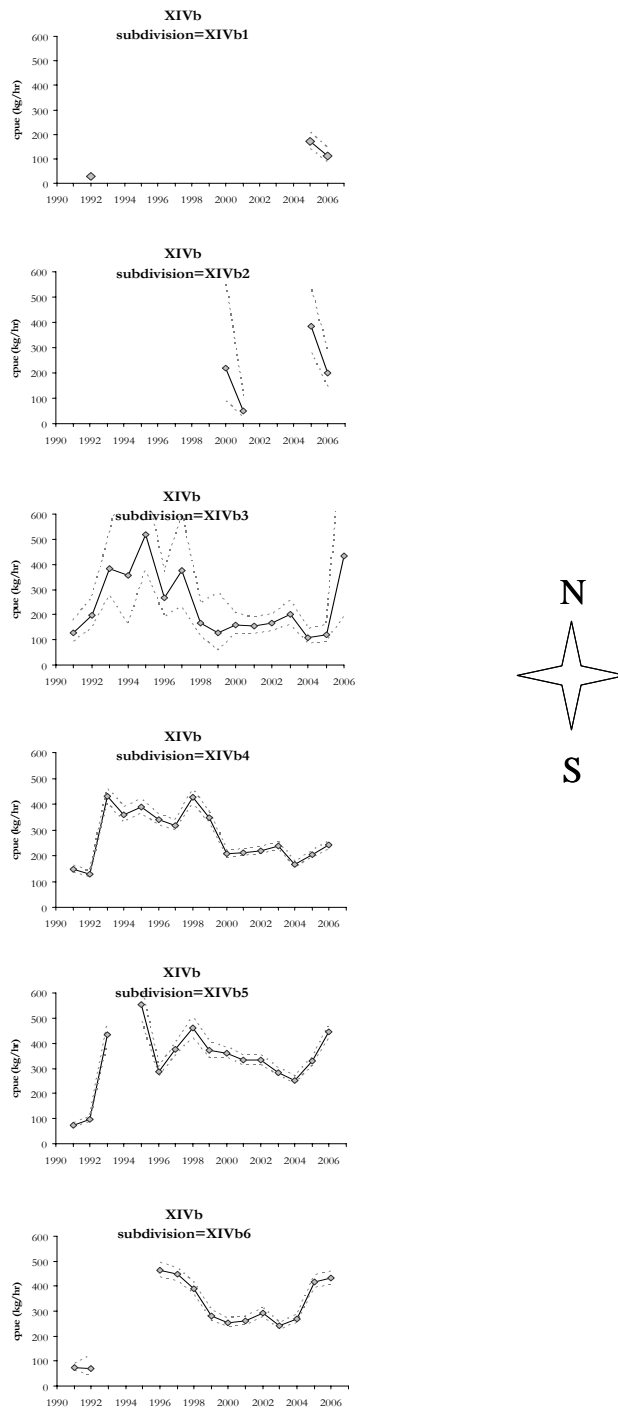 XIVb
subdivision=XIVb1
cpue (kg/hr)
600
500
400
300
200
100
0
1990 1992 1994 1996 1998 2000 2002 2004 2006
XIVb
subdivision=XIVb2
cpue (kg/hr)
600
500
400
300
200
100
0
1990 1992 1994 1996 1998 2000 2002 2004 2006
XIVb
subdivision=XIVb3
cpue (kg/hr)
600
500
400
300
200
100
0
1990 1992 1994 1996 1998 2000 2002 2004 2006
N
S
XIVb
subdivision=XIVb4
cpue (kg/hr)
600
500
400
300
200
100
0
1990 1992 1994 1996 1998 2000 2002 2004 2006
XIVb
subdivision=XIVb5
cpue (kg/hr)
600
500
400
300
200
100
0
1990 1992 1994 1996 1998 2000 2002 2004 2006
XIVb
subdivision=XIVb6
cpue (kg/hr)
600
500
400
300
200
100
0
1990 1992 1994 1996 1998 2000 2002 2004 2006